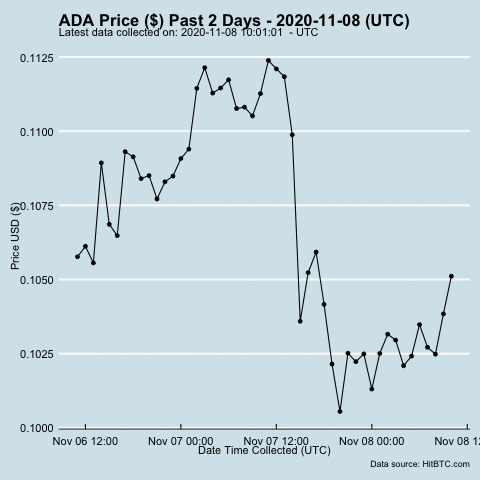 ADA Price ($) Past 2 Days - 2020-11-08 (UTC)
Latest data collected on: 2020-11-08 10:01:01 - UTC
Price USD ($)
0.1125
0.1100
0.1075
0.1050
0.1025
0.1000
Nov 06 12:00 Nov 07 00:00 Nov 07 12:00 Nov 08 00:00 Nov 08 12
Date Time Collected (UTC)
Data source: HitBTC.com